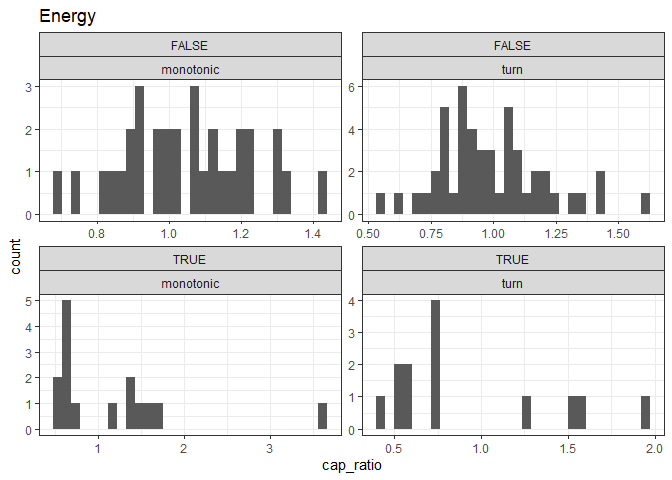 Energy
FALSE FALSE
monotonic turn
3 6
2 4
1 2
0 0
0.8 1.0 1.2 1.4 0.50 0.75 1.00 1.25 1.50
count
TRUE TRUE
monotonic turn
5 4
4 3
3 2
2 1
1 0
0
1 2 3 0.5 1.0 1.5 2.0
cap_ratio